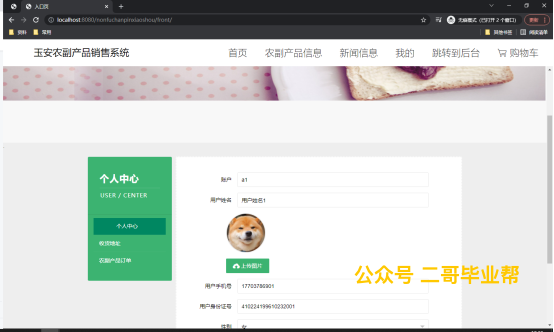 入口页
localhost:8080/nongfuchanpinxiaoshou/front/
无痕模式 (已打开 2 个窗口)
更新
资料
常用
其他书签
阅读清单
玉安农副产品销售系统
首页
农副产品信息
新闻信息
我的
跳转到后台
购物车
个人中心
USER / CENTER
个人中心
收货地址
农副产品订单
账户
a1
用户姓名
用户姓名1
上传图片
公众号 二哥毕业帮
用户手机号
17703786901
用户身份证号
410224199610232001
性别
女